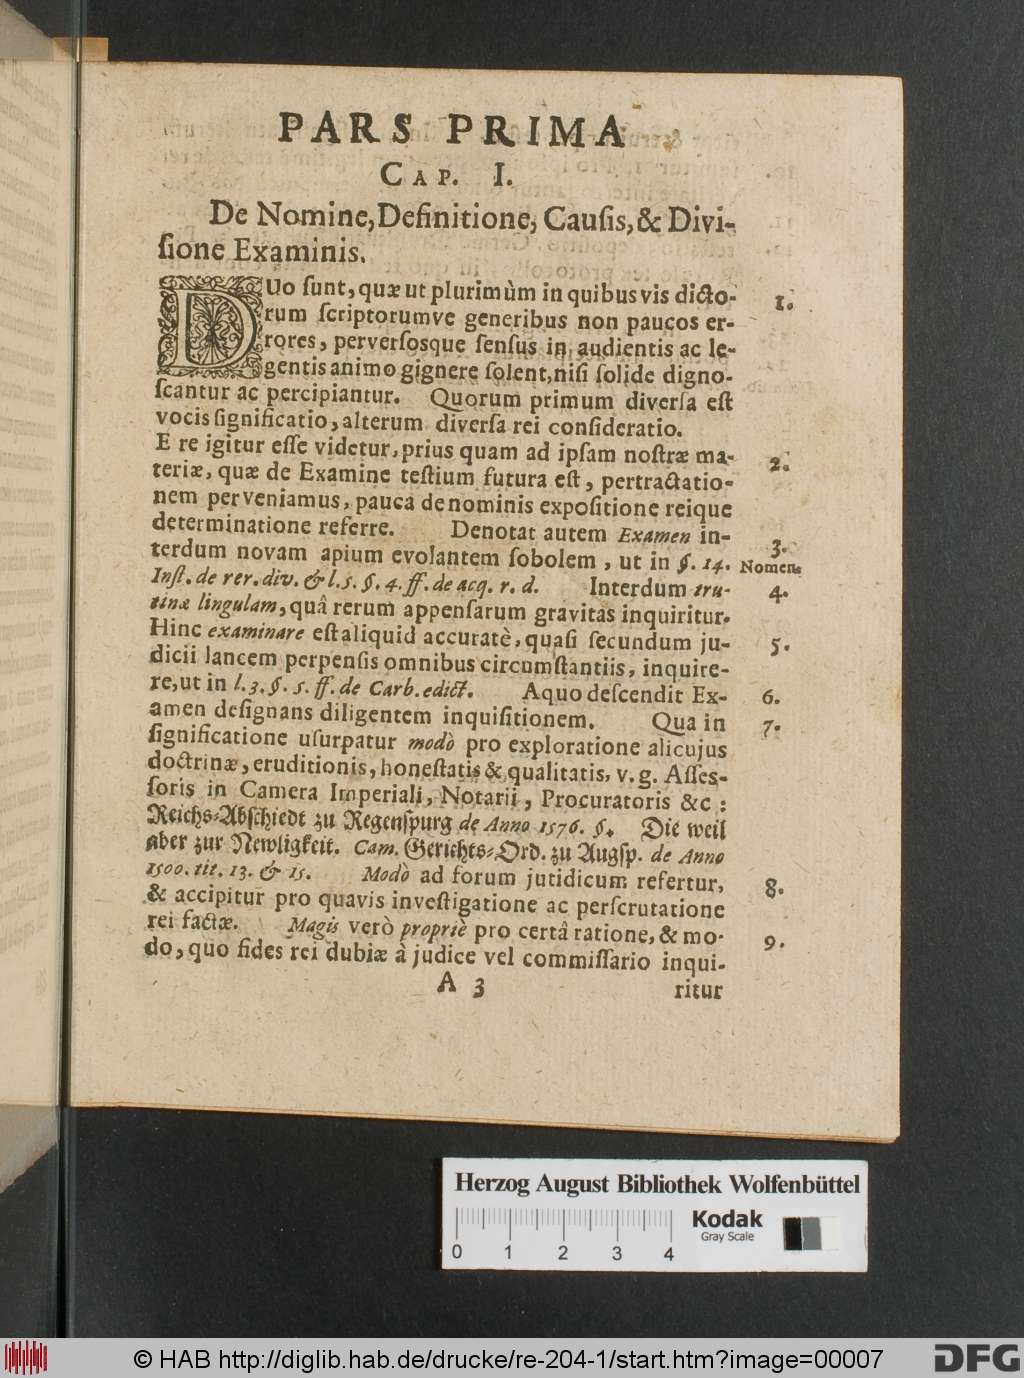 PARS PRIMA
CAP. I.
De Nomine, Definitione, Cauſis, & Divi-
ſione Examinis.
DUo ſunt, quæ ut plurimùm in quibus vis dicto- 1.
rum ſcriptorumve generibus non paucos er-
rores, perverſosque ſenſus in audientis ac le-
gentis animo gignere ſolent, niſi ſolide digno-
ſcantur ac percipiantur. Quorum primum diverſa eſt
vocis ſignificatio, alterum diverſa rei conſideratio.
E re igitur eſſe videtur, prius quam ad ipſam noſtræ ma- 2.
teriæ, quæ de Examine teſtium futura eſt, pertractatio-
nem perveniamus, pauca de nominis expoſitione reique
determinatione referre. Denotat autem Examen in- 3.
terdum novam apium evolantem ſobolem, ut in §. 14. Nomens
Inſt. de rer. div. & l. 5. §. 4. ff. de acq. r. d. Interdum tru- 4.
tinæ lingulam, quâ rerum appenſarum gravitas inquiritur.
Hinc examinare eſt aliquid accuratè, quaſi ſecundum ju- 5.
dicii lancem perpenſis omnibus circumſtantiis, inquire-
re, ut in l. 3. §. 5. ff. de Carb. edict. A quo deſcendit Ex- 6.
amen deſignans diligentem inquiſitionem. Qua in 7.
ſignificatione uſurpatur modò pro exploratione alicujus
doctrinæ, eruditionis, honeſtatis & qualitatis, v. g. Aſſeſ-
ſoris in Camera Imperiali, Notarii, Procuratoris &c:
Reichs-Abſchiedt zu Regenſpurg de Anno 1576. §. Die weil
aber zur Newligkeit. Cam. Gerichts-Ord. zu Augſp. de Anno
1500. tit. 13. & 15. Modò ad forum jutidicum refertur, 8.
& accipitur pro quavis inveſtigatione ac perſcrutatione
rei factæ. Magis verò propriè pro certâ ratione, & mo- 9.
do, quo fides rei dubiæ à judice vel commiſſario inqui-
A 3 ritur
Herzog August Bibliothek Wolfenbüttel
0 1 2 3 4
Kodak
Gray Scale
© HAB http://diglib.hab.de/drucke/re-204-1/start.htm?image=00007
DFG